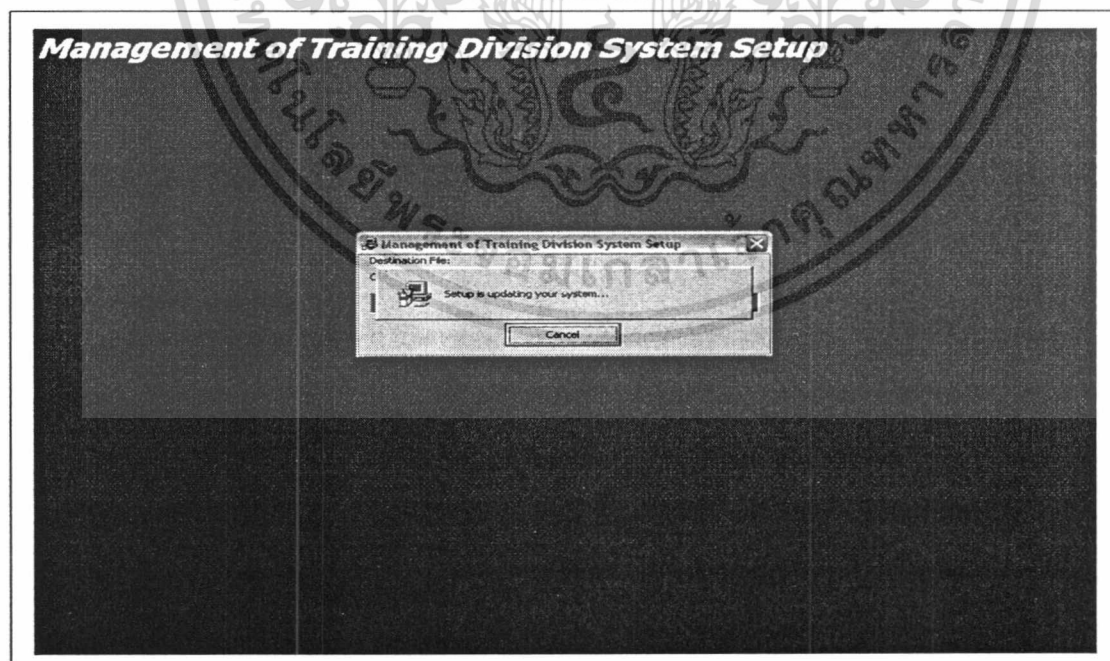 Management of Training Division System Setup
Management of Training Division System Setup
Destination File:
Setup is updating your system...
Cancel